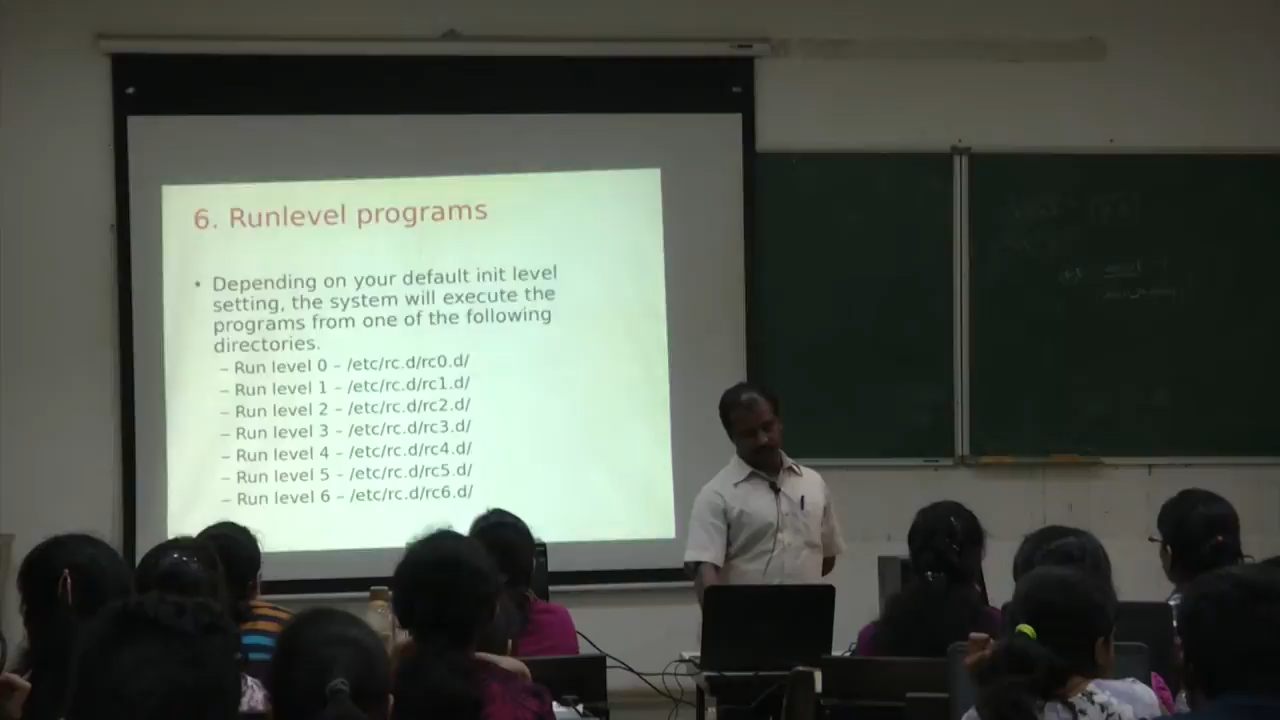 6. Runlevel programs
• Depending on your default init level
setting, the system will execute the
programs from one of the following
directories.
– Run level 0 – /etc/rc.d/rc0.d/
– Run level 1 – /etc/rc.d/rc1.d/
– Run level 2 – /etc/rc.d/rc2.d/
– Run level 3 – /etc/rc.d/rc3.d/
– Run level 4 – /etc/rc.d/rc4.d/
– Run level 5 – /etc/rc.d/rc5.d/
– Run level 6 – /etc/rc.d/rc6.d/